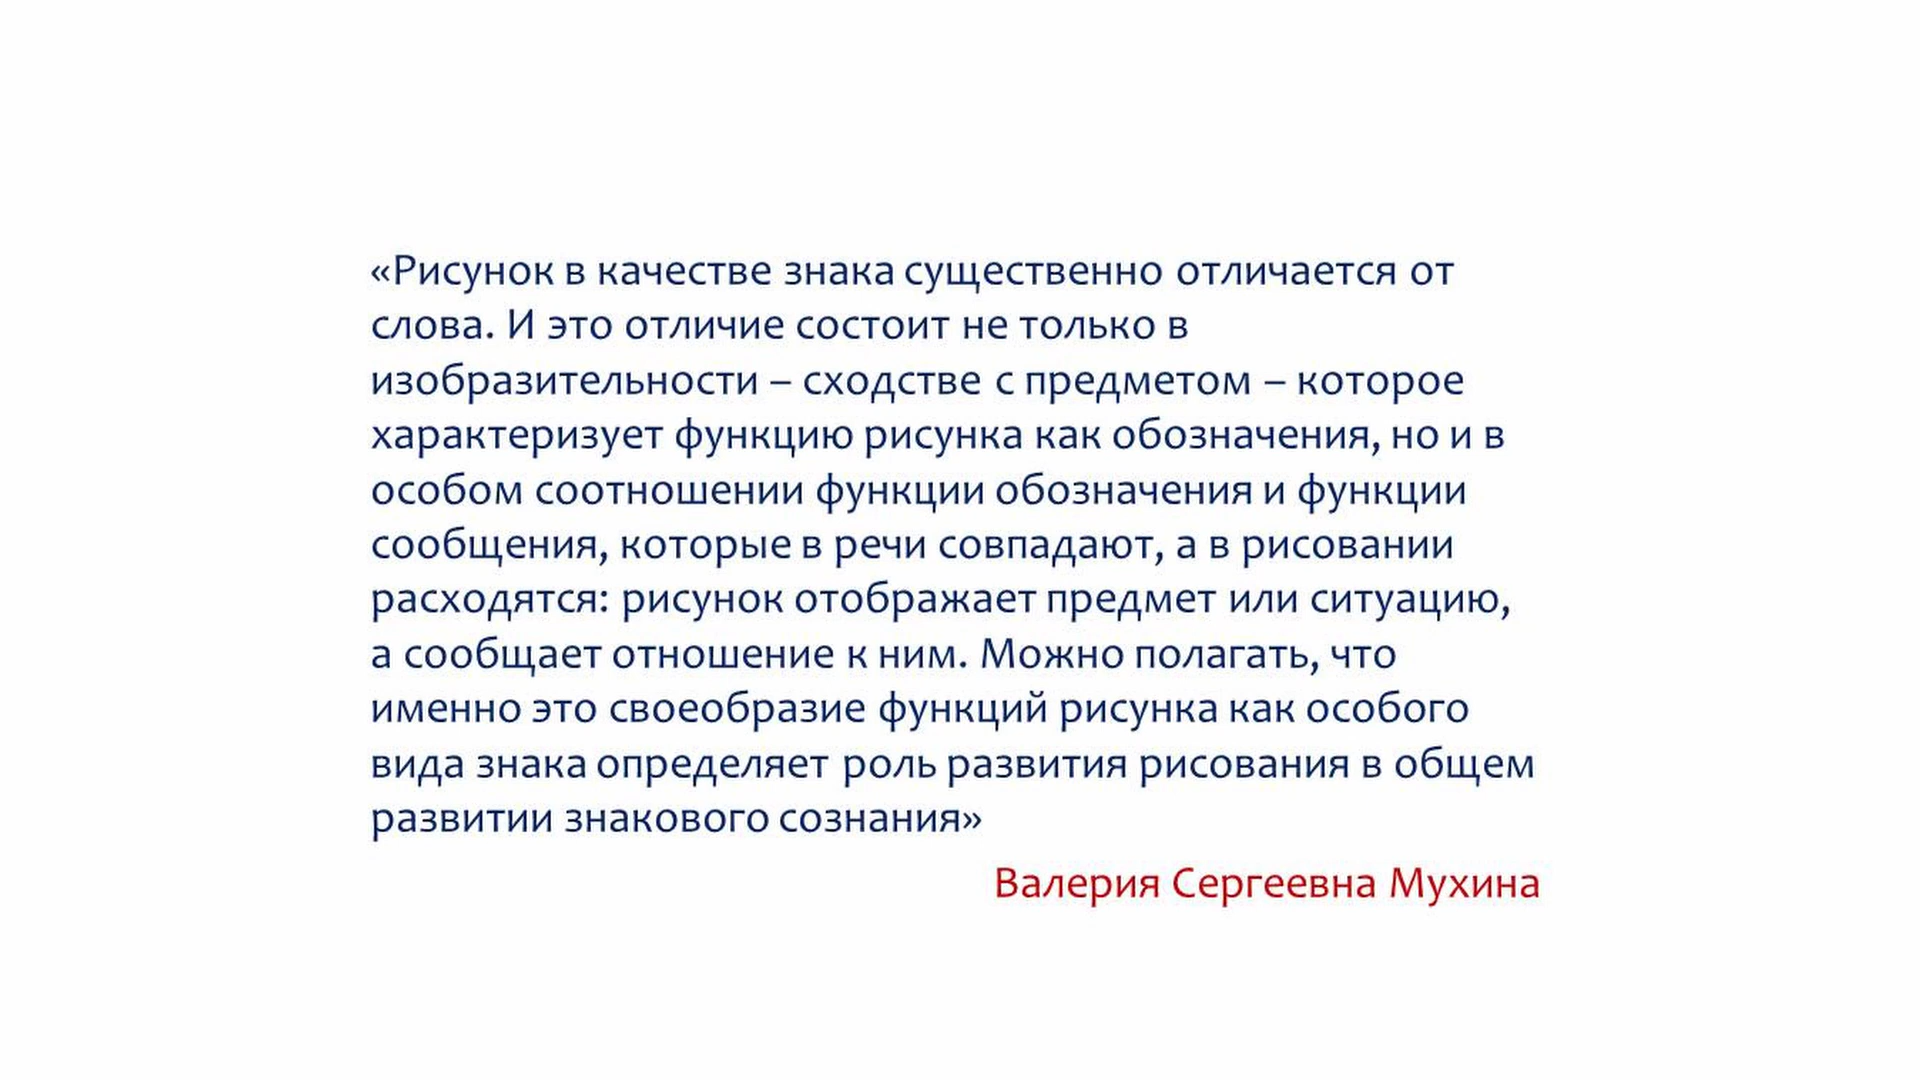 «Рисунок в качестве знака существенно отличается от
слова. И это отличие состоит не только в
изобразительности – сходстве с предметом – которое
характеризует функцию рисунка как обозначения, но и в
особом соотношении функции обозначения и функции
сообщения, которые в речи совпадают, а в рисовании
расходятся: рисунок отображает предмет или ситуацию,
а сообщает отношение к ним. Можно полагать, что
именно это своеобразие функций рисунка как особого
вида знака определяет роль развития рисования в общем
развитии знакового сознания»
Валерия Сергеевна Мухина